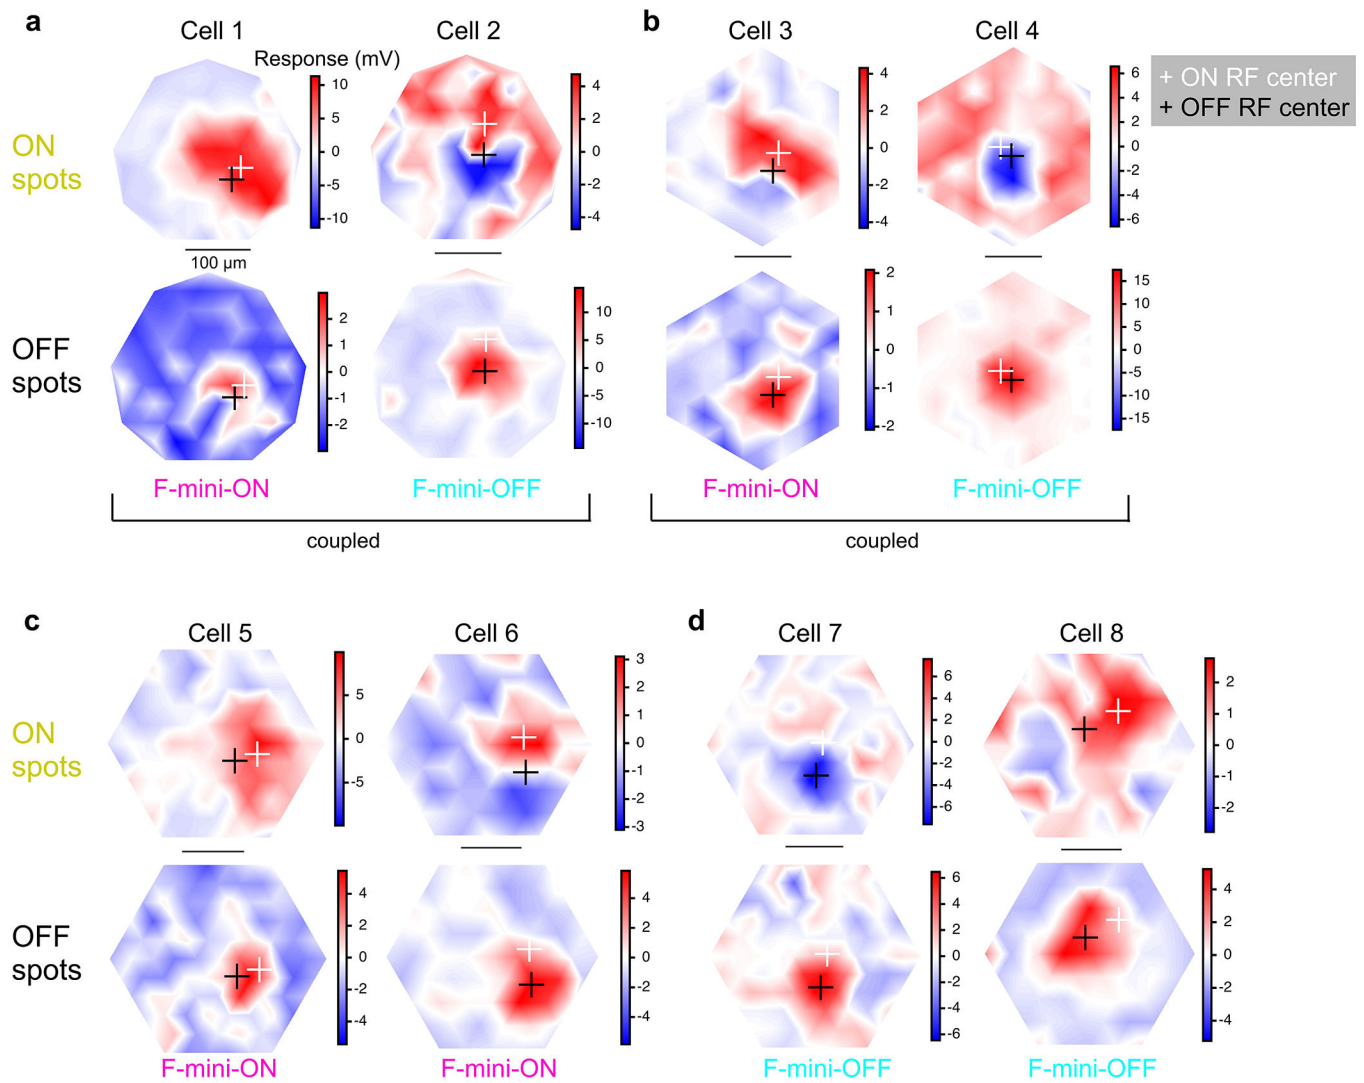 a
Cell 1
Cell 2
b
Cell 3
Cell 4
Response (mV)
+ ON RF center
+ OFF RF center
ON
spots
10
5
0
-5
-10
4
2
0
-2
-4
4
2
0
-2
-4
6
4
2
0
-2
-4
-6
100 µm
OFF
spots
2
1
0
-1
-2
10
5
0
-5
-10
2
1
0
-1
-2
15
10
5
0
-5
-10
-15
F-mini-ON
F-mini-OFF
F-mini-ON
F-mini-OFF
coupled
coupled
c
Cell 5
Cell 6
d
Cell 7
Cell 8
ON
spots
5
0
-5
3
2
1
0
-1
-2
-3
6
4
2
0
-2
-4
-6
2
1
0
-1
-2
OFF
spots
4
2
0
-2
-4
4
2
0
-2
-4
6
4
2
0
-2
-4
-6
4
2
0
-2
-4
F-mini-ON
F-mini-ON
F-mini-OFF
F-mini-OFF